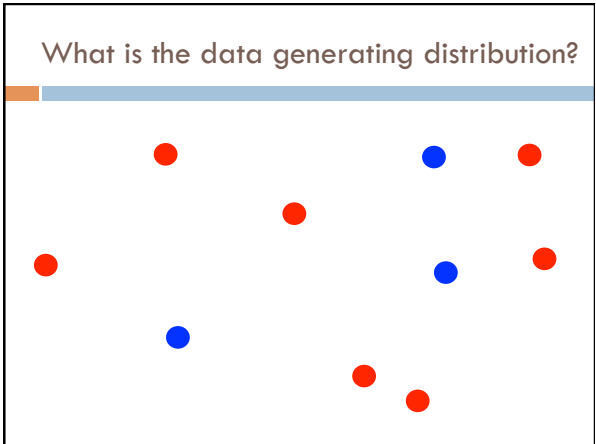 What is the data generating distribution?